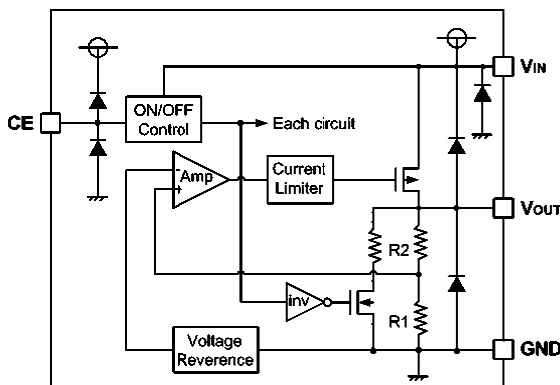 VIN
CE
ON/OFF
Control
Each circuit
-
Amp
+
Current
Limiter
VOUT
R2
inv
R1
Voltage
Reverence
GND